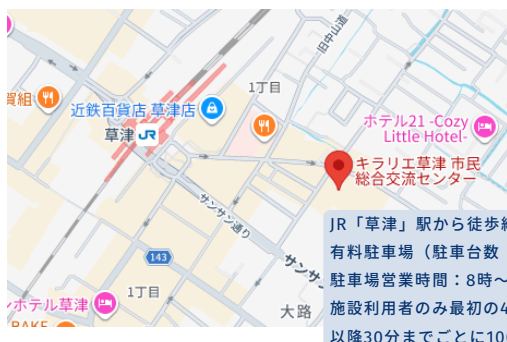 旧中山道
1丁目
賀組
近鉄百貨店 草津店
草津 JR
ホテル21 -Cozy
Little Hotel-
キラリエ草津 市民
総合交流センター
サンサン通り
143
サンサ
ホテル草津
1丁目
大路
BAKE
JR「草津」駅から徒歩
有料駐車場（駐車台数
駐車場営業時間：8時～
施設利用者のみ最初の4
以降30分までごとに10